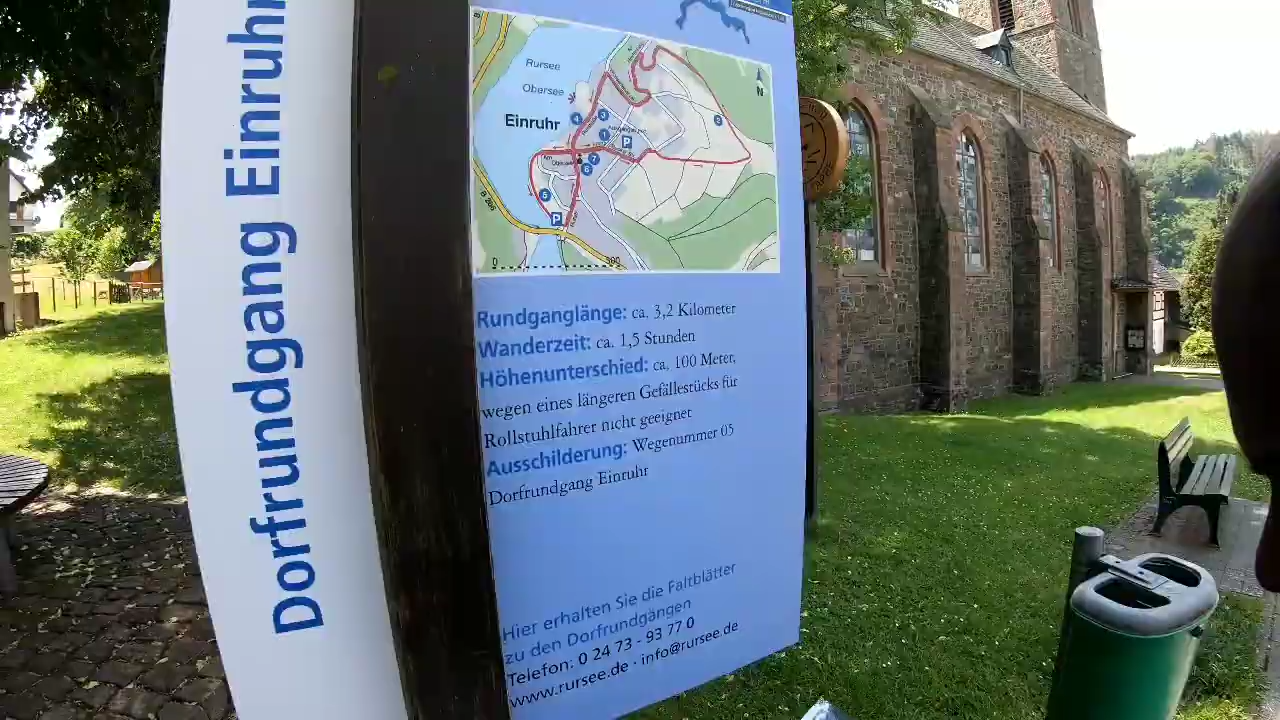 Dorfrundgang Einruhr
Rursee
Obersee
Einruhr
N
P
P
0
Rundganglänge: ca. 3,2 Kilometer
Wanderzeit: ca. 1,5 Stunden
Höhenunterschied: ca. 100 Meter,
wegen eines längeren Gefällestücks für
Rollstuhlfahrer nicht geeignet
Ausschilderung: Wegenummer 05
Dorfrundgang Einruhr
Hier erhalten Sie die Faltblätter
zu den Dorfrundgängen
Telefon: 0 24 73 - 93 77 0
www.rursee.de · info@rursee.de